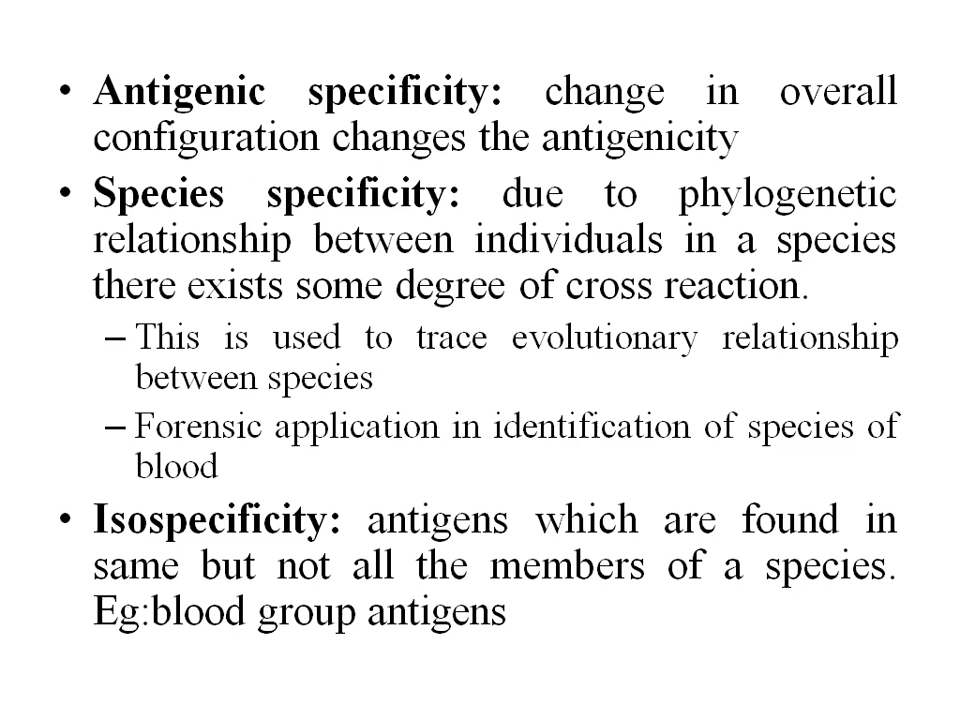 • Antigenic specificity: change in overall
configuration changes the antigenicity
• Species specificity: due to phylogenetic
relationship between individuals in a species
there exists some degree of cross reaction.
– This is used to trace evolutionary relationship
between species
– Forensic application in identification of species of
blood
• Isospecificity: antigens which are found in
same but not all the members of a species.
Eg:blood group antigens